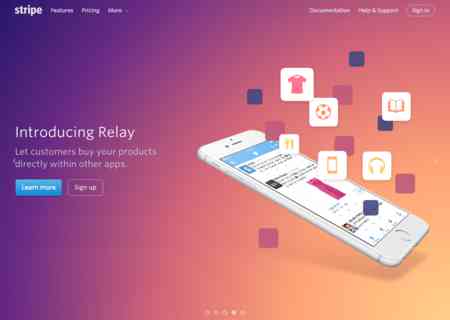 stripe Features Pricing More Documentation Help & Support Sign in
Introducing Relay
Let customers buy your products
directly within other apps.
Learn more Sign up